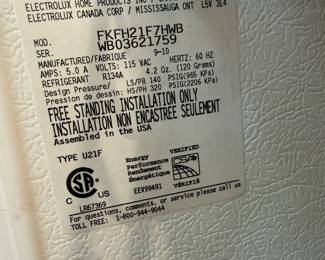 ELECTROLUX HOME PRODUCTS INC /
ELECTROLUX CANADA CORP / MISSISSAUGA ONT L5V 3E4
MOD. FKFH21F7HWB
WB03621759
MANUFACTURED/FABRIQUE 9-10
AMPS: 5.0 A VOLTS: 115 VAC HERTZ: 60 HZ
REFRIGERANT R134A 4.2 Oz. (120 Grams)
Design Pressure/ LS/PB 140 PSIG(965 KPa)
Pression de dessin: HS/PH 320 PSIG(2206 KPa)
FREE STANDING INSTALLATION ONLY
INSTALLATION NON ENCASTREE SEULEMENT
Assembled in the USA
TYPE U21F
Energy
Performance
Rendement
Énergétique
EEV99491
VERIFIED
VÉRIFIÉ
C US
LR67369
For questions, comments, or service please call
TOLL FREE: 1-800-944-9044